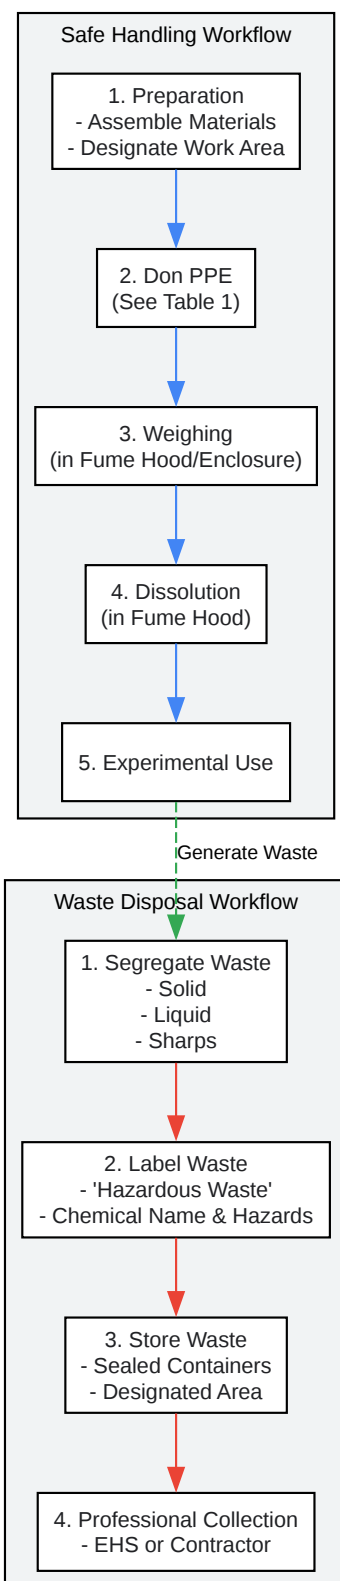 Safe Handling Workflow
1. Preparation
- Assemble Materials
- Designate Work Area
2. Don PPE
(See Table 1)
3. Weighing
(in Fume Hood/Enclosure)
4. Dissolution
(in Fume Hood)
5. Experimental Use
Generate Waste
Waste Disposal Workflow
1. Segregate Waste
- Solid
- Liquid
- Sharps
2. Label Waste
- 'Hazardous Waste'
- Chemical Name & Hazards
3. Store Waste
- Sealed Containers
- Designated Area
4. Professional Collection
- EHS or Contractor